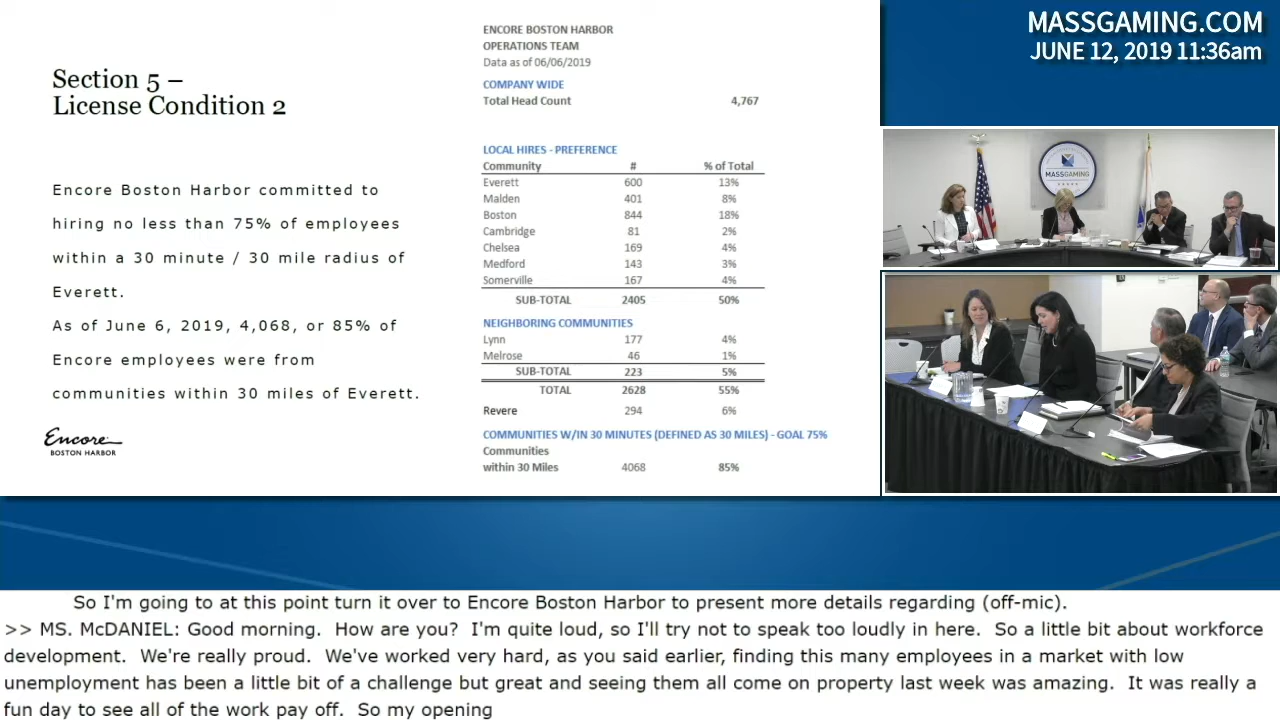 MASSGAMING.COM
JUNE 12, 2019 11:36am
Section 5 –
License Condition 2
Encore Boston Harbor committed to
hiring no less than 75% of employees
within a 30 minute / 30 mile radius of
Everett.
As of June 6, 2019, 4,068, or 85% of
Encore employees were from
communities within 30 miles of Everett.
Encore
BOSTON HARBOR
ENCORE BOSTON HARBOR
OPERATIONS TEAM
Data as of 06/06/2019
COMPANY WIDE
Total Head Count 4,767
LOCAL HIRES - PREFERENCE
Community # % of Total
Everett 600 13%
Malden 401 8%
Boston 844 18%
Cambridge 81 2%
Chelsea 169 4%
Medford 143 3%
Somerville 167 4%
SUB-TOTAL 2405 50%
NEIGHBORING COMMUNITIES
Lynn 177 4%
Melrose 46 1%
SUB-TOTAL 223 5%
TOTAL 2628 55%
Revere 294 6%
COMMUNITIES W/IN 30 MINUTES (DEFINED AS 30 MILES) - GOAL 75%
Communities
within 30 Miles 4068 85%
MASSGAMING
So I'm going to at this point turn it over to Encore Boston Harbor to present more details regarding (off-mic).
>> MS. McDANIEL: Good morning. How are you? I'm quite loud, so I'll try not to speak too loudly in here. So a little bit about workforce
development. We're really proud. We've worked very hard, as you said earlier, finding this many employees in a market with low
unemployment has been a little bit of a challenge but great and seeing them all come on property last week was amazing. It was really a
fun day to see all of the work pay off. So my opening